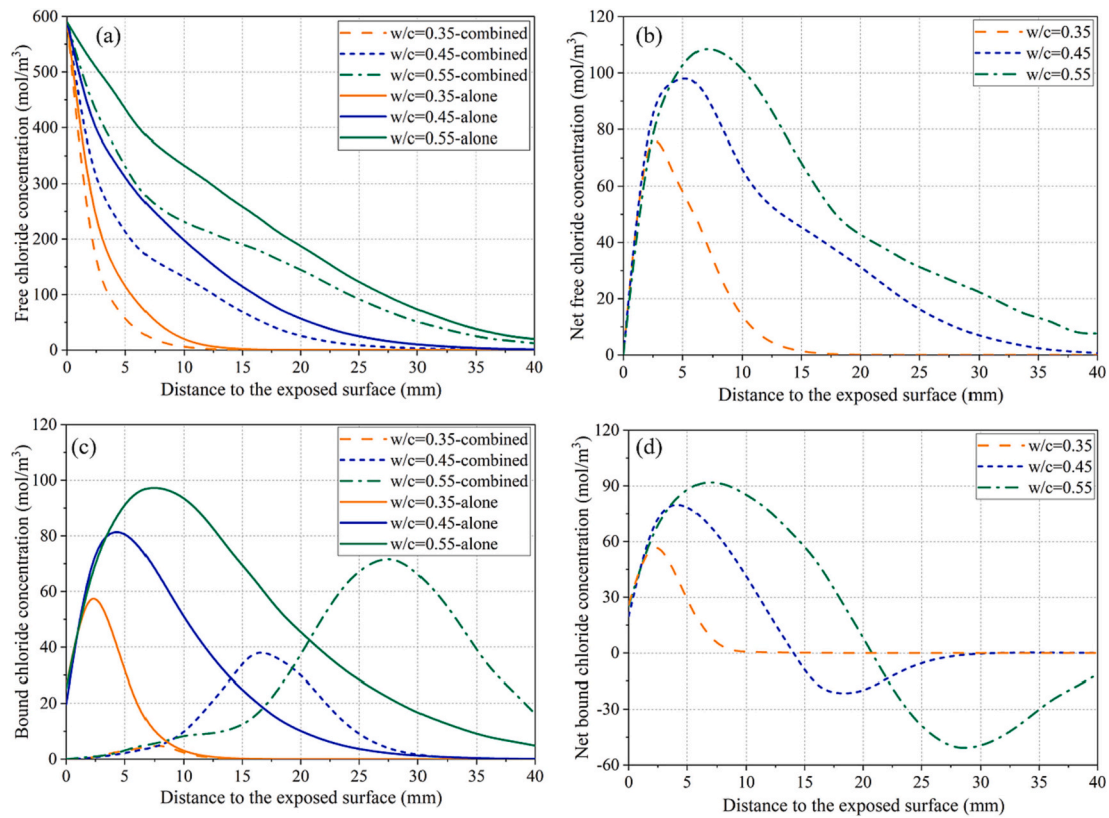 (a)
w/c=0.35-combined
w/c=0.45-combined
w/c=0.55-combined
w/c=0.35-alone
w/c=0.45-alone
w/c=0.55-alone
Free chloride concentration (mol/m³)
600
500
400
300
200
100
0
0 5 10 15 20 25 30 35 40
Distance to the exposed surface (mm)
(b)
w/c=0.35
w/c=0.45
w/c=0.55
Net free chloride concentration (mol/m³)
120
100
80
60
40
20
0
0 5 10 15 20 25 30 35 40
Distance to the exposed surface (mm)
(c)
w/c=0.35-combined
w/c=0.45-combined
w/c=0.55-combined
w/c=0.35-alone
w/c=0.45-alone
w/c=0.55-alone
Bound chloride concentration (mol/m³)
120
100
80
60
40
20
0
0 5 10 15 20 25 30 35 40
Distance to the exposed surface (mm)
(d)
w/c=0.35
w/c=0.45
w/c=0.55
Net bound chloride concentration (mol/m³)
120
90
60
30
0
-30
-60
0 5 10 15 20 25 30 35 40
Distance to the exposed surface (mm)